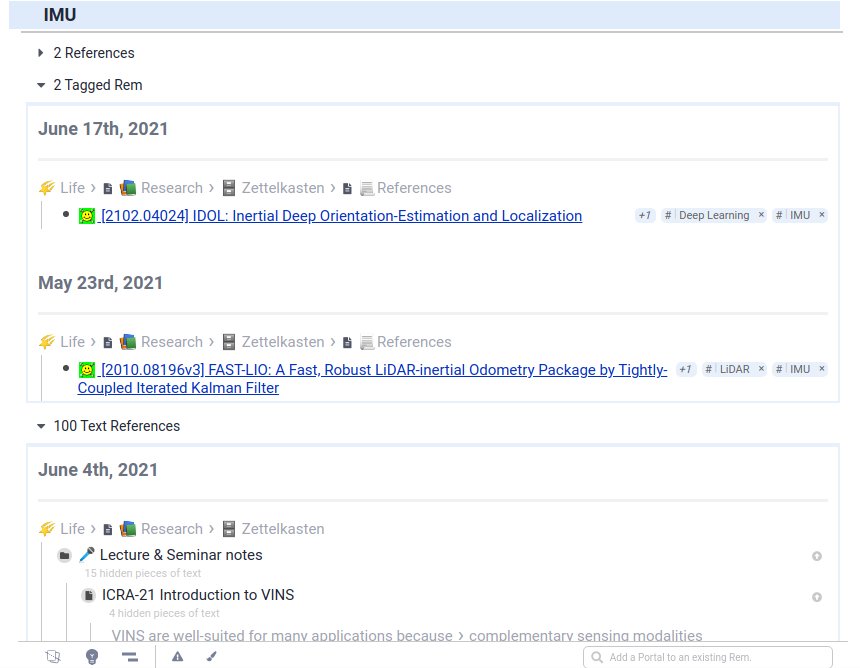 IMU
2 References
2 Tagged Rem
June 17th, 2021
Life › Research › Zettelkasten › References
[2102.04024] IDOL: Inertial Deep Orientation-Estimation and Localization +1 # Deep Learning × # IMU ×
May 23rd, 2021
Life › Research › Zettelkasten › References
[2010.08196v3] FAST-LIO: A Fast, Robust LiDAR-inertial Odometry Package by Tightly- +1 # LiDAR × # IMU ×
Coupled Iterated Kalman Filter
100 Text References
June 4th, 2021
Life › Research › Zettelkasten
Lecture & Seminar notes
15 hidden pieces of text
ICRA-21 Introduction to VINS
4 hidden pieces of text
VINS are well-suited for many applications because › complementary sensing modalities
Add a Portal to an existing Rem.